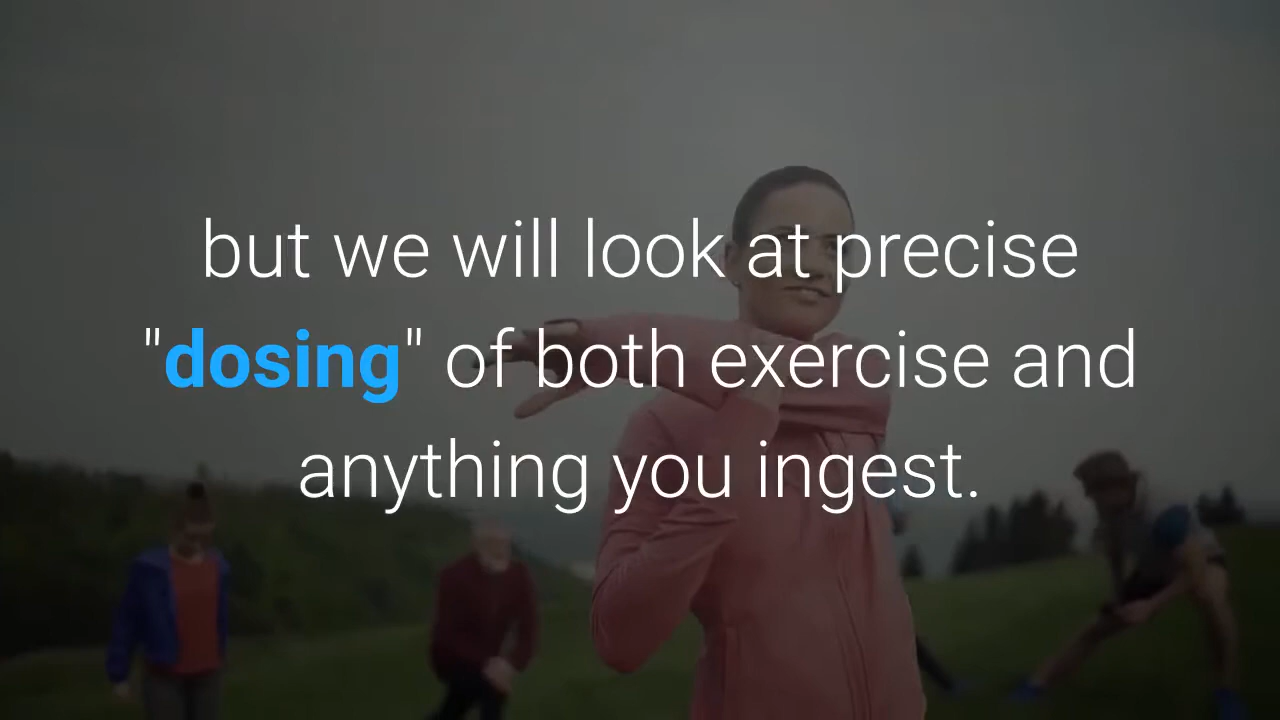 but we will look at precise
"dosing" of both exercise and
anything you ingest.